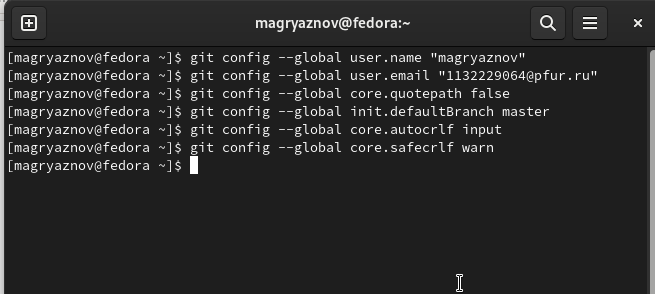 magryaznov@fedora:~
[magryaznov@fedora ~]$ git config --global user.name "magryaznov"
[magryaznov@fedora ~]$ git config --global user.email "1132229064@pfur.ru"
[magryaznov@fedora ~]$ git config --global core.quotepath false
[magryaznov@fedora ~]$ git config --global init.defaultBranch master
[magryaznov@fedora ~]$ git config --global core.autocrlf input
[magryaznov@fedora ~]$ git config --global core.safecrlf warn
[magryaznov@fedora ~]$